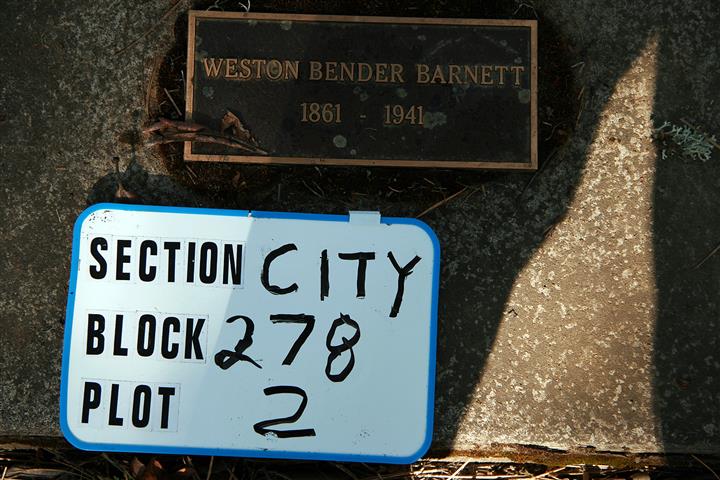 WESTON BENDER BARNETT
1861 - 1941
SECTION CITY
BLOCK 278
PLOT 2